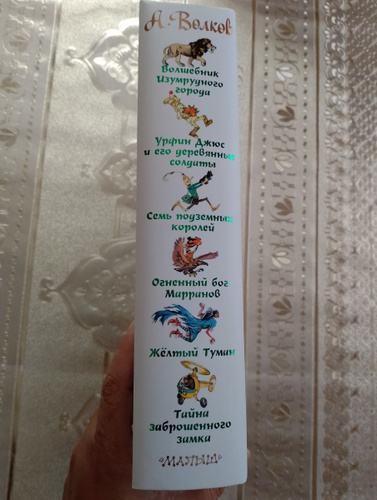 А. Волков
Волшебник
Изумрудного
города
Урфин Джюс
и его деревянные
солдаты
Семь подземных
королей
Огненный бог
Марранов
Жёлтый Туман
Тайна
заброшенного
замка
«МАЛЫШ»